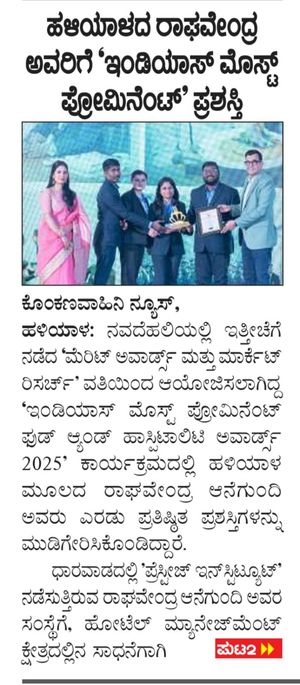 ಹಳಿಯಾಳದ ರಾಘವೇಂದ್ರ
ಅವರಿಗೆ 'ಇಂಡಿಯಾಸ್ ಮೊಸ್ಟ್
ಪ್ರೋಮಿನೆಂಟ್' ಪ್ರಶಸ್ತಿ
ಕೊಂಕಣವಾಹಿನಿ ನ್ಯೂಸ್,
ಹಳಿಯಾಳ: ನವದೆಹಲಿಯಲ್ಲಿ ಇತ್ತೀಚೆಗೆ
ನಡೆದ 'ಮೆರಿಟ್ ಅವಾರ್ಡ್ಸ್ ಮತ್ತು ಮಾರ್ಕೆಟ್
ರಿಸರ್ಚ್' ವತಿಯಿಂದ ಆಯೋಜಿಸಲಾಗಿದ್ದ
'ಇಂಡಿಯಾಸ್ ಮೊಸ್ಟ್ ಪ್ರೋಮಿನೆಂಟ್
ಫುಡ್ ಆ್ಯಂಡ್ ಹಾಸ್ಪಿಟಾಲಿಟಿ ಅವಾರ್ಡ್ಸ್
2025' ಕಾರ್ಯಕ್ರಮದಲ್ಲಿ ಹಳಿಯಾಳ
ಮೂಲದ ರಾಘವೇಂದ್ರ ಆನೆಗುಂದಿ
ಅವರು ಎರಡು ಪ್ರತಿಷ್ಠಿತ ಪ್ರಶಸ್ತಿಗಳನ್ನು
ಮುಡಿಗೇರಿಸಿಕೊಂಡಿದ್ದಾರೆ.
ಧಾರವಾಡದಲ್ಲಿ 'ಪ್ರೆಸ್ಟೀಜ್ ಇನ್‌ಸ್ಟಿಟ್ಯೂಟ್'
ನಡೆಸುತ್ತಿರುವ ರಾಘವೇಂದ್ರ ಆನೆಗುಂದಿ ಅವರ
ಸಂಸ್ಥೆಗೆ, ಹೋಟೆಲ್ ಮ್ಯಾನೇಜ್‌ಮೆಂಟ್
ಕ್ಷೇತ್ರದಲ್ಲಿನ ಸಾಧನೆಗಾಗಿ ಪುಟ2